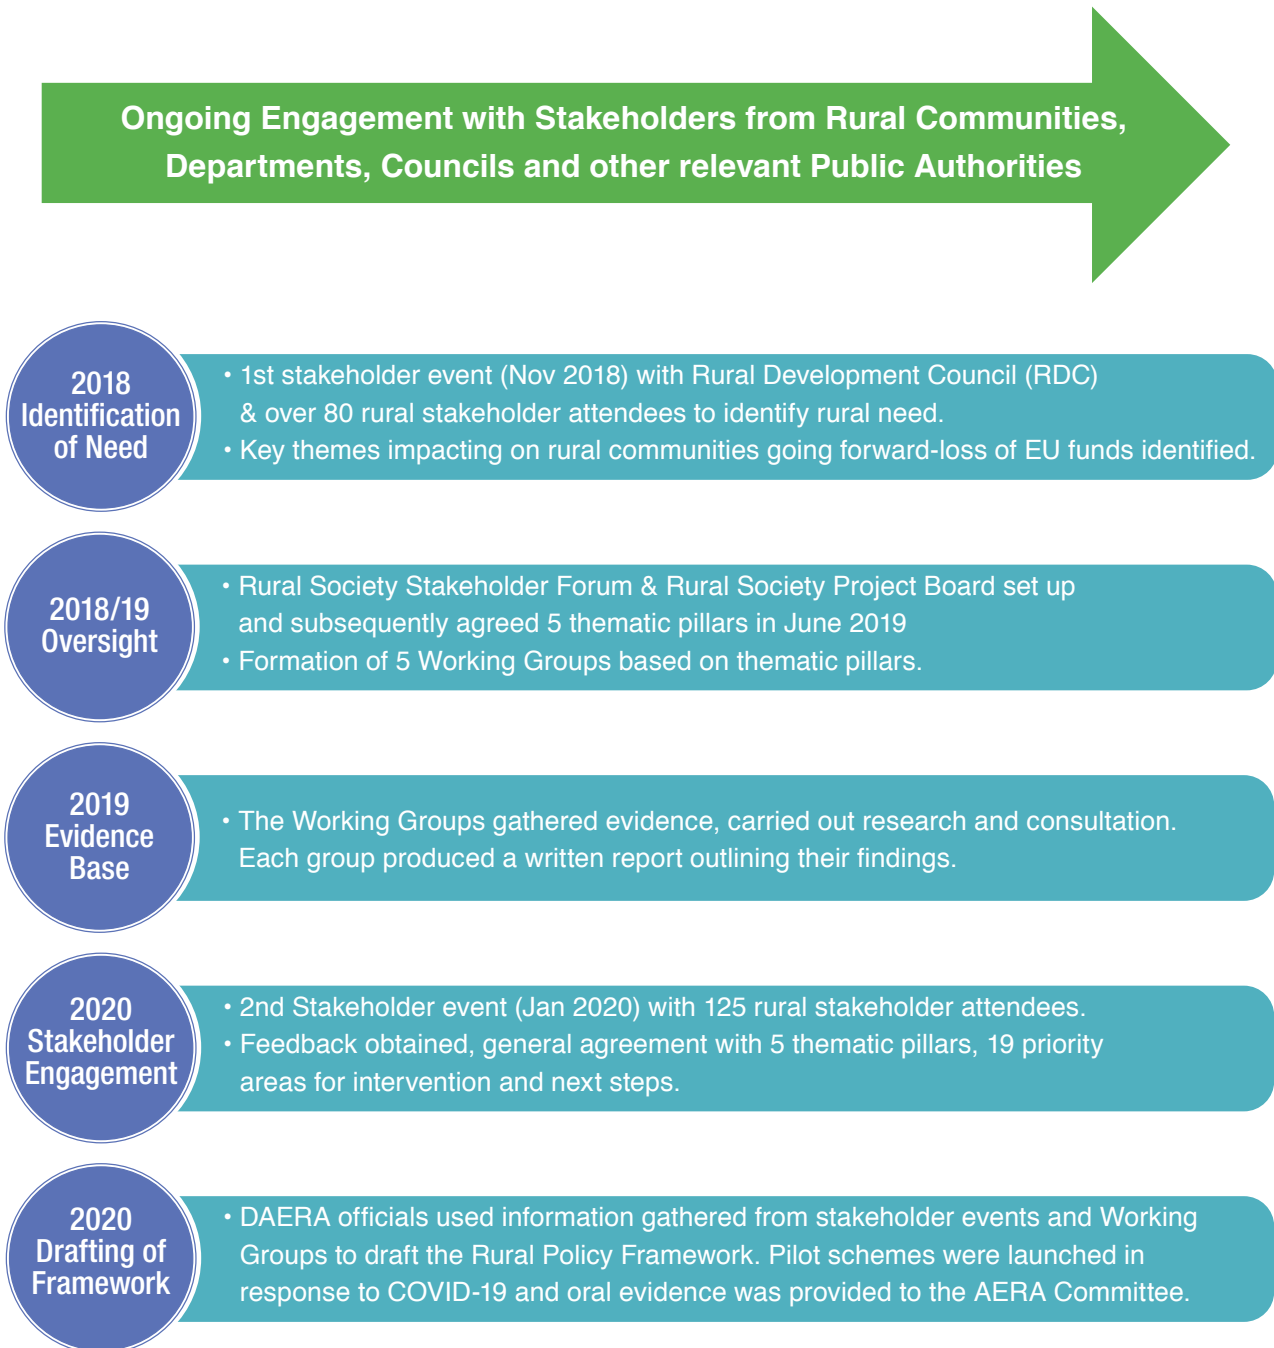 Ongoing Engagement with Stakeholders from Rural Communities,
Departments, Councils and other relevant Public Authorities
2018
Identification
of Need
• 1st stakeholder event (Nov 2018) with Rural Development Council (RDC)
& over 80 rural stakeholder attendees to identify rural need.
• Key themes impacting on rural communities going forward-loss of EU funds identified.
2018/19
Oversight
• Rural Society Stakeholder Forum & Rural Society Project Board set up
and subsequently agreed 5 thematic pillars in June 2019
• Formation of 5 Working Groups based on thematic pillars.
2019
Evidence
Base
• The Working Groups gathered evidence, carried out research and consultation.
Each group produced a written report outlining their findings.
2020
Stakeholder
Engagement
• 2nd Stakeholder event (Jan 2020) with 125 rural stakeholder attendees.
• Feedback obtained, general agreement with 5 thematic pillars, 19 priority
areas for intervention and next steps.
2020
Drafting of
Framework
• DAERA officials used information gathered from stakeholder events and Working
Groups to draft the Rural Policy Framework. Pilot schemes were launched in
response to COVID-19 and oral evidence was provided to the AERA Committee.